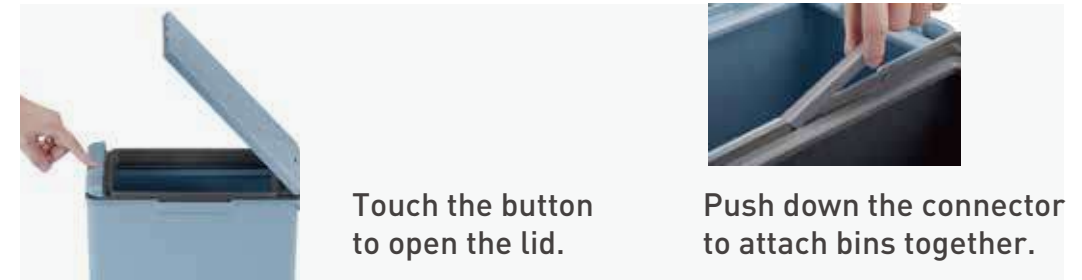 Touch the button
to open the lid.
Push down the connector
to attach bins together.